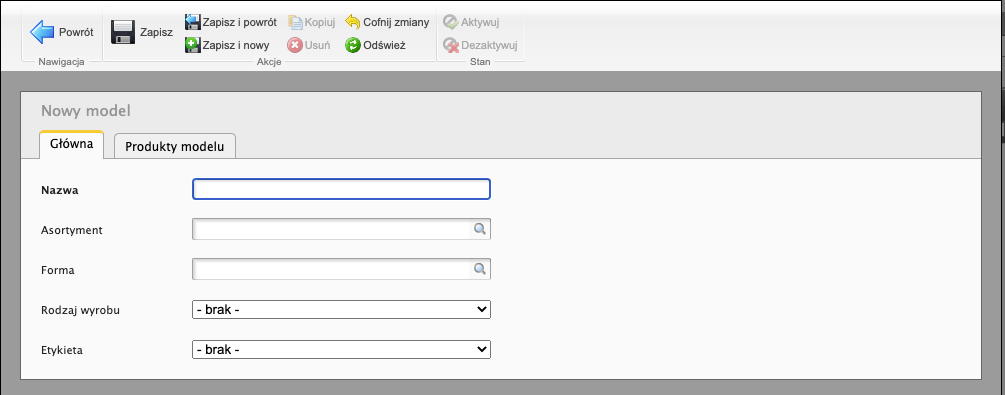 Powrót
Nawigacja
Zapisz
Zapisz i powrót
Zapisz i nowy
Kopiuj
Usuń
Cofnij zmiany
Odśwież
Akcje
Aktywuj
Dezaktywuj
Stan
Nowy model
Główna
Produkty modelu
Nazwa
Asortyment
Forma
Rodzaj wyrobu
- brak -
Etykieta
- brak -